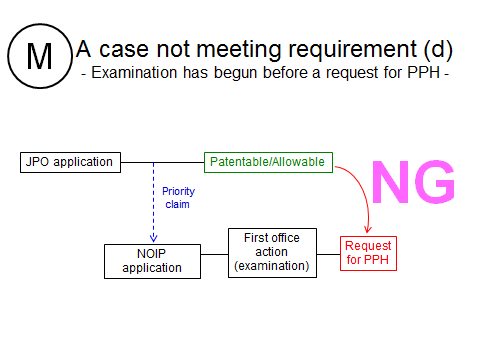 M
A case not meeting requirement (d)
- Examination has begun before a request for PPH -
JPO application
Patentable/Allowable
NG
Priority
claim
NOIP
application
First office
action
(examination)
Request
for PPH